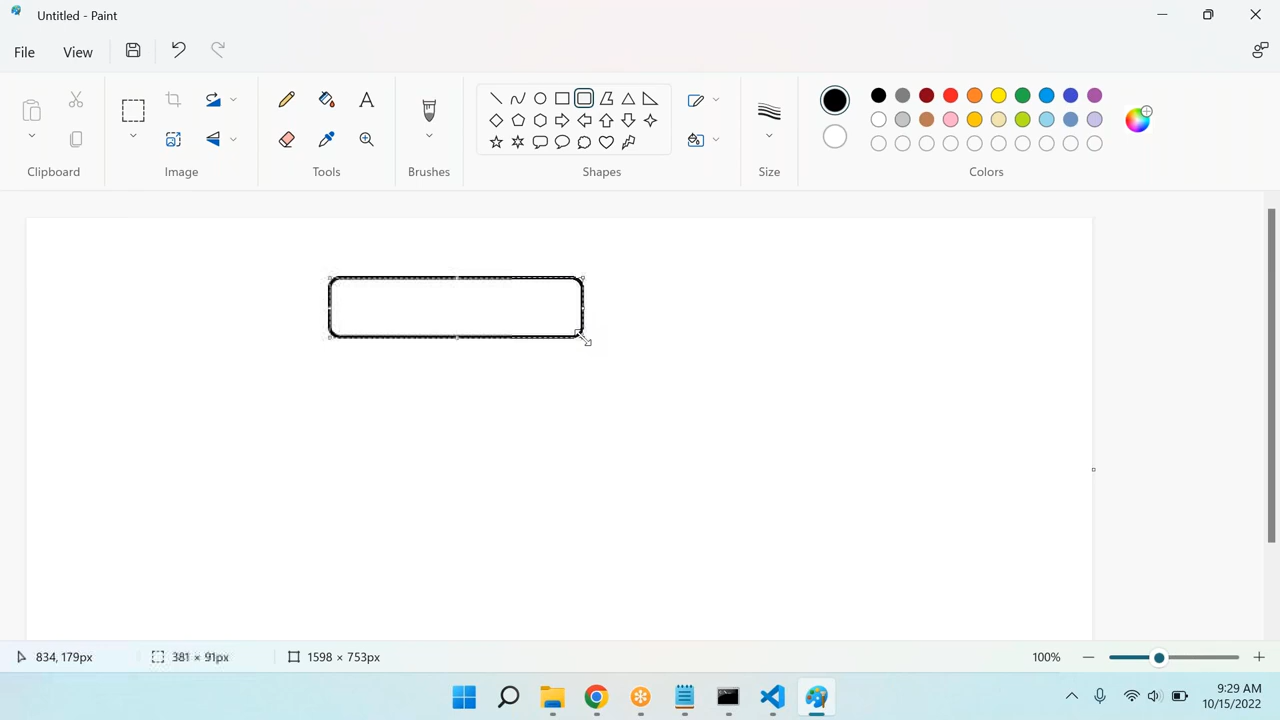 Untitled - Paint
File View
Clipboard
Image
Tools
Brushes
Shapes
Size
Colors
834, 179px
381 × 91px
1598 × 753px
100%
9:29 AM
10/15/2022